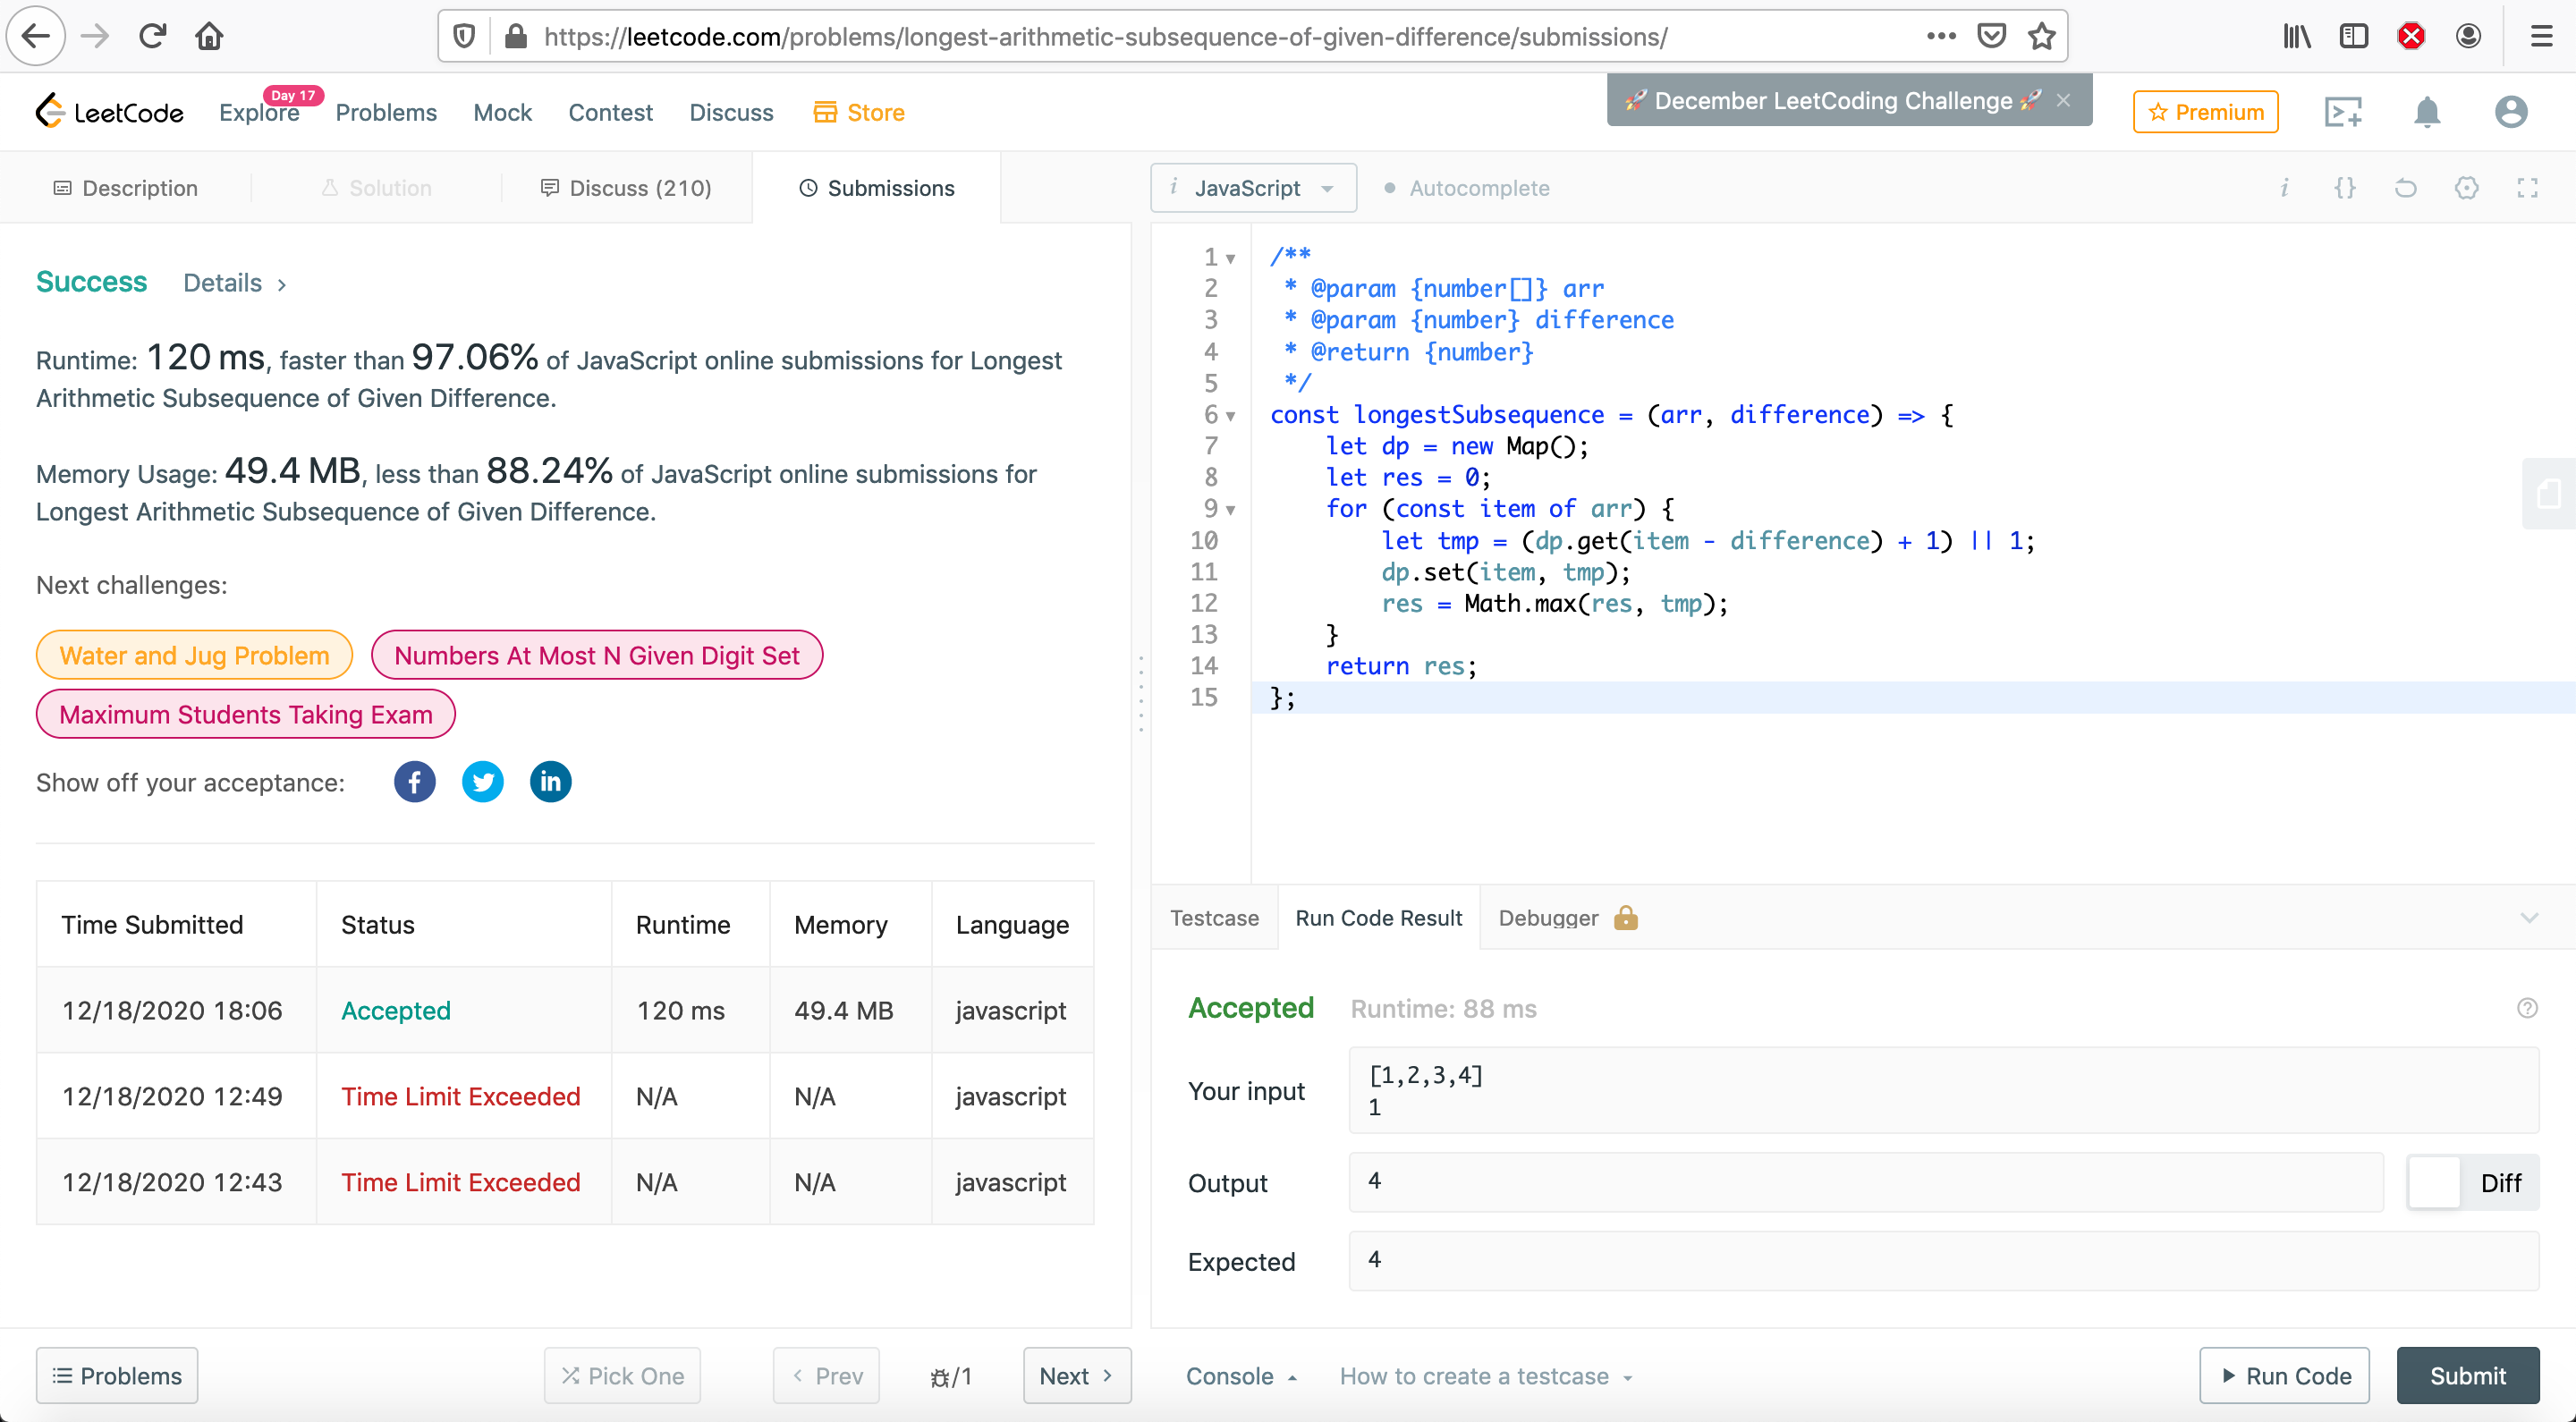 https://leetcode.com/problems/longest-arithmetic-subsequence-of-given-difference/submissions/
LeetCode Explore Day 17 Problems Mock Contest Discuss Store 🚀 December LeetCoding Challenge 🚀 × Premium
Description Solution Discuss (210) Submissions
i JavaScript Autocomplete i {}
Success Details >
Runtime: 120 ms, faster than 97.06% of JavaScript online submissions for Longest
Arithmetic Subsequence of Given Difference.
Memory Usage: 49.4 MB, less than 88.24% of JavaScript online submissions for
Longest Arithmetic Subsequence of Given Difference.
Next challenges:
Water and Jug Problem Numbers At Most N Given Digit Set
Maximum Students Taking Exam
Show off your acceptance: f in
Time Submitted Status Runtime Memory Language
12/18/2020 18:06 Accepted 120 ms 49.4 MB javascript
12/18/2020 12:49 Time Limit Exceeded N/A N/A javascript
12/18/2020 12:43 Time Limit Exceeded N/A N/A javascript
1 /**
2  * @param {number[]} arr
3  * @param {number} difference
4  * @return {number}
5  */
6 const longestSubsequence = (arr, difference) => {
7     let dp = new Map();
8     let res = 0;
9     for (const item of arr) {
10         let tmp = (dp.get(item - difference) + 1) || 1;
11         dp.set(item, tmp);
12         res = Math.max(res, tmp);
13     }
14     return res;
15 };
Testcase Run Code Result Debugger
Accepted Runtime: 88 ms
Your input
[1,2,3,4]
1
Output 4 Diff
Expected 4
Problems Pick One < Prev /1 Next >
Console How to create a testcase Run Code Submit